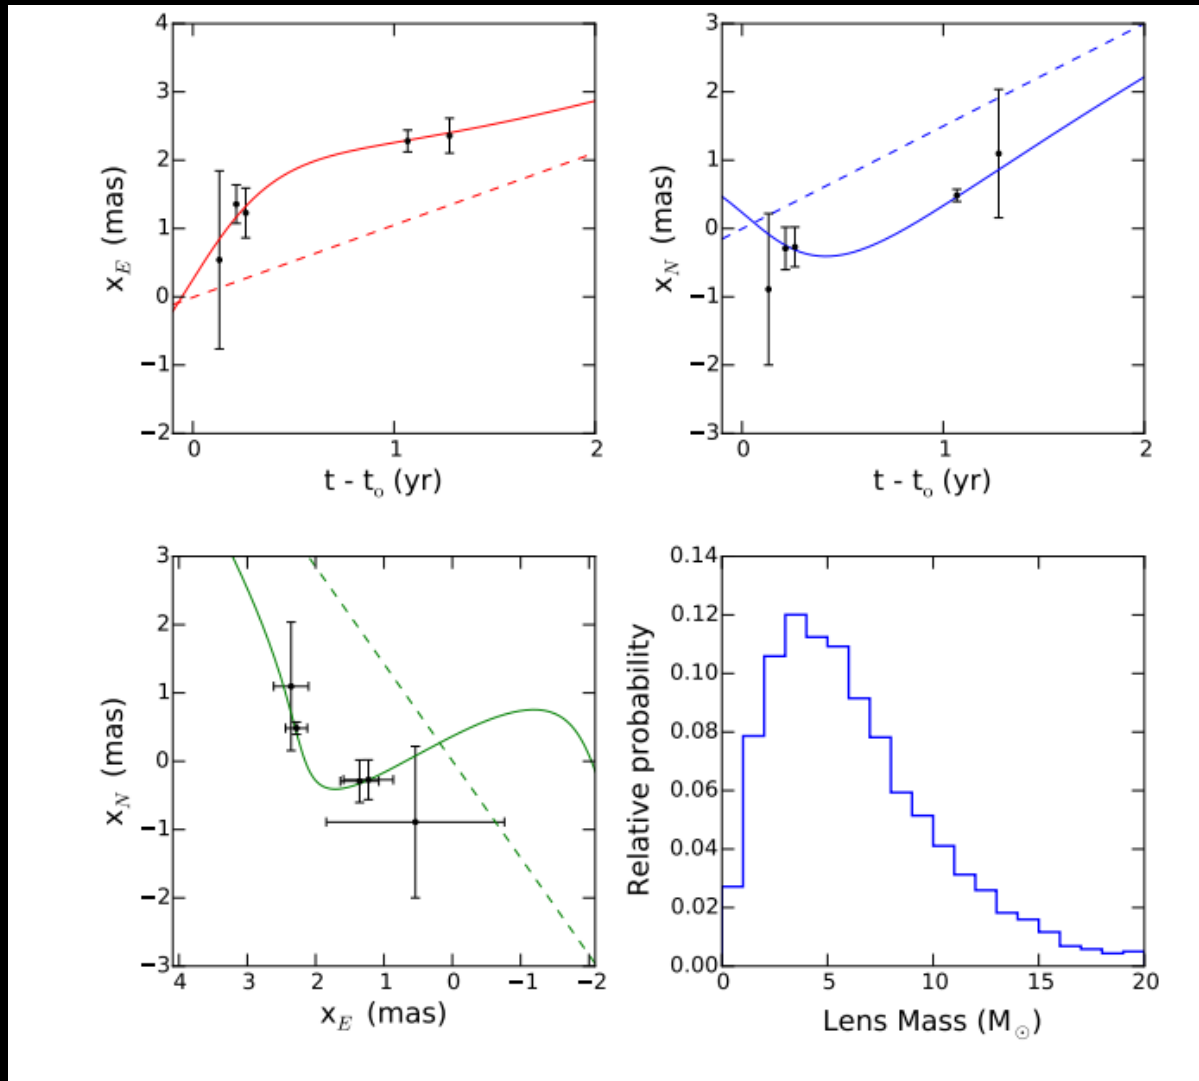 4
3
2
1
0
−1
−2
x_E (mas)
0 1 2
t - t_o (yr)
3
2
1
0
−1
−2
−3
x_N (mas)
0 1 2
t - t_o (yr)
3
2
1
0
−1
−2
−3
x_N (mas)
4 3 2 1 0 −1 −2
x_E (mas)
0.14
0.12
0.10
0.08
0.06
0.04
0.02
0.00
Relative probability
0 5 10 15 20
Lens Mass (M_⊙)